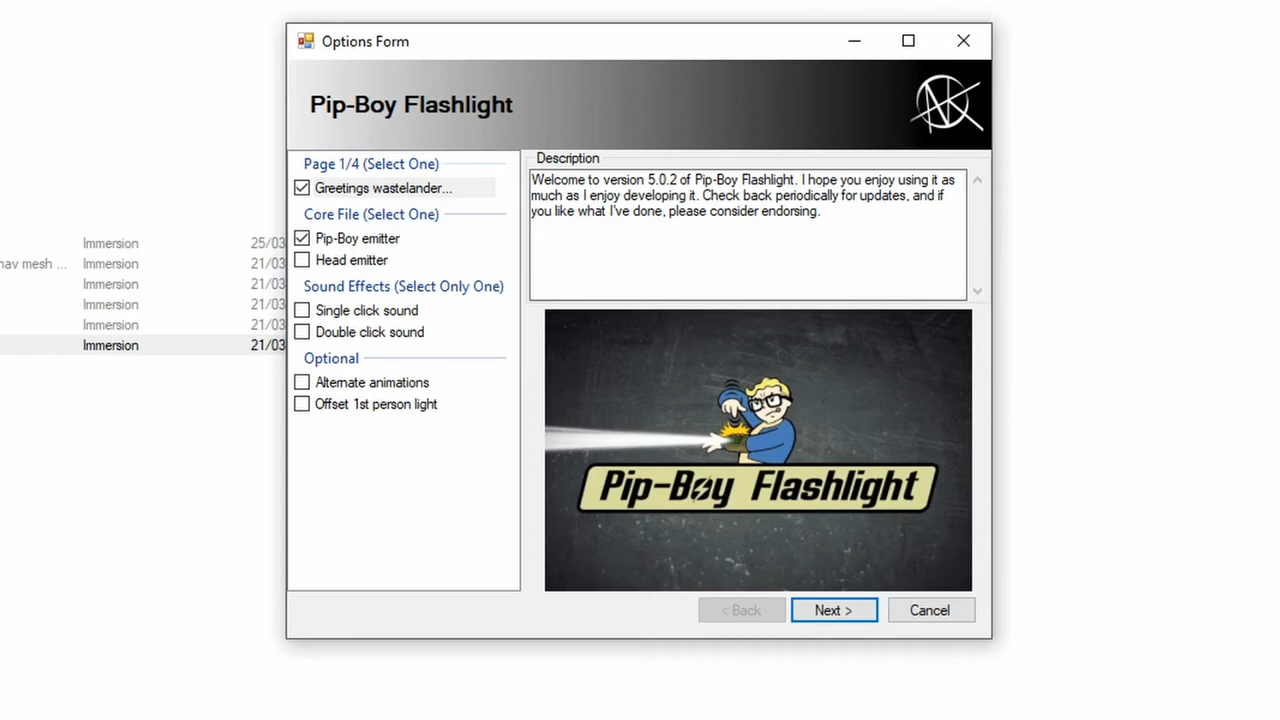 Options Form
Pip-Boy Flashlight
Page 1/4 (Select One)
Greetings wastelander...
Core File (Select One)
Pip-Boy emitter
Head emitter
Sound Effects (Select Only One)
Single click sound
Double click sound
Optional
Alternate animations
Offset 1st person light
Description
Welcome to version 5.0.2 of Pip-Boy Flashlight. I hope you enjoy using it as
much as I enjoy developing it. Check back periodically for updates, and if
you like what I've done, please consider endorsing.
Pip-Boy Flashlight
< Back
Next >
Cancel
Immersion 25/03
nav mesh ... Immersion 21/03
Immersion 21/03
Immersion 21/03
Immersion 21/03
Immersion 21/03